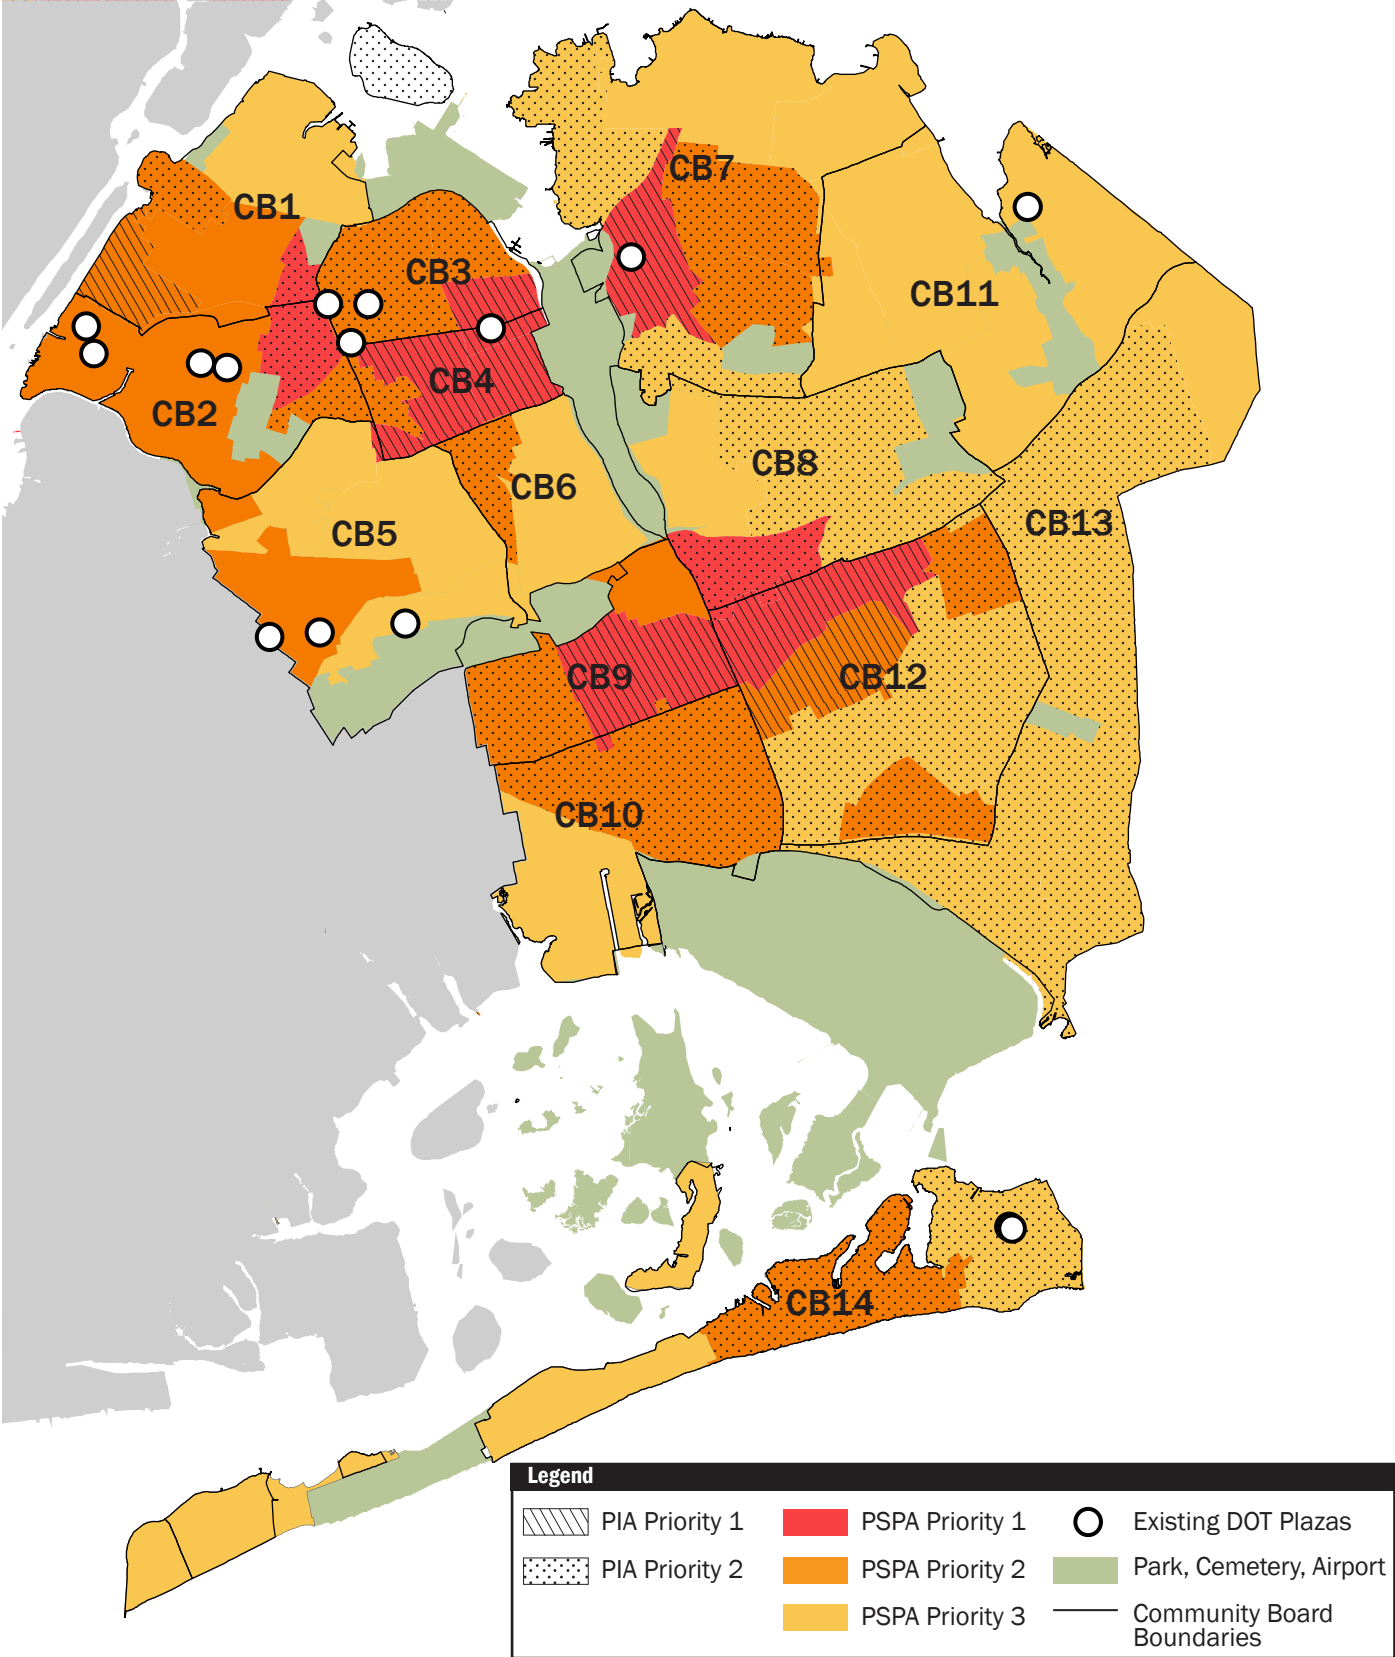 CB7
CB1
CB3
CB11
CB4
CB2
CB8
CB6
CB13
CB5
CB9
CB12
CB10
CB14
Legend
PIA Priority 1
PSPA Priority 1
Existing DOT Plazas
PIA Priority 2
PSPA Priority 2
Park, Cemetery, Airport
PSPA Priority 3
Community Board
Boundaries